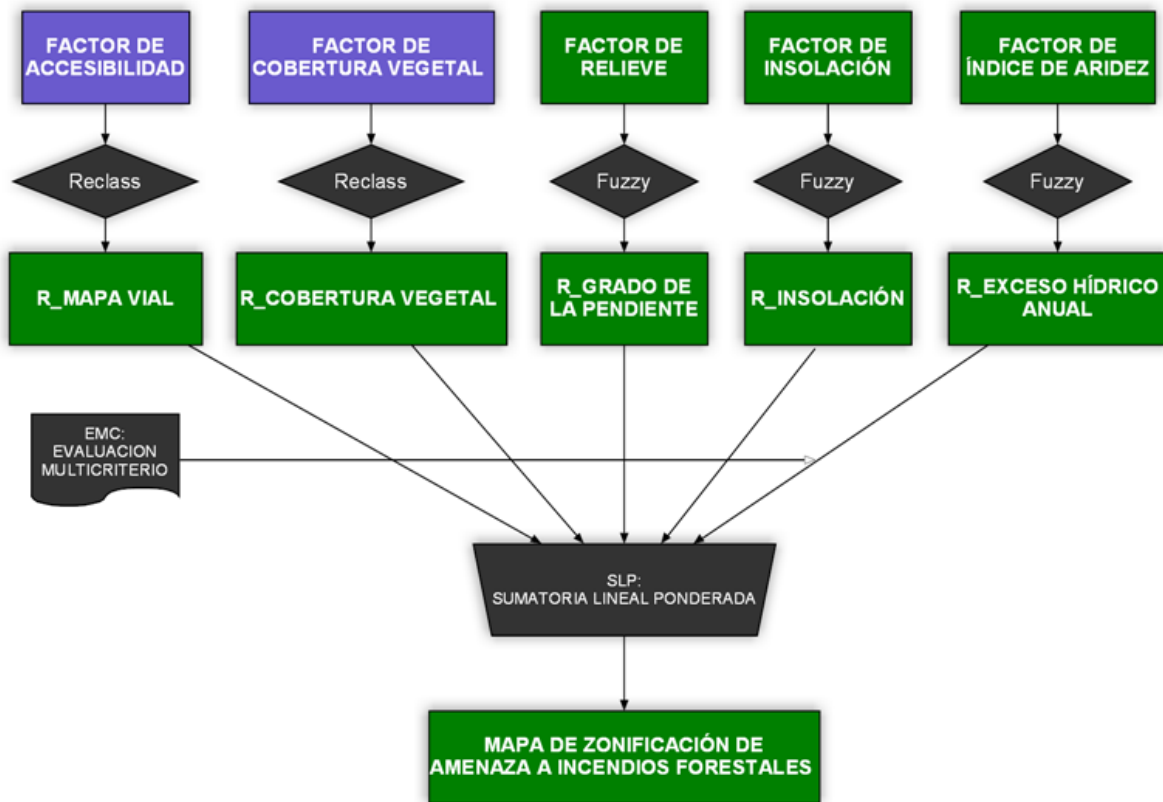 FACTOR DE
ACCESIBILIDAD
FACTOR DE
COBERTURA VEGETAL
FACTOR DE
RELIEVE
FACTOR DE
INSOLACIÓN
FACTOR DE
ÍNDICE DE ARIDEZ
Reclass
Reclass
Fuzzy
Fuzzy
Fuzzy
R_MAPA VIAL
R_COBERTURA VEGETAL
R_GRADO DE
LA PENDIENTE
R_INSOLACIÓN
R_EXCESO HÍDRICO
ANUAL
EMC:
EVALUACION
MULTICRITERIO
SLP:
SUMATORIA LINEAL PONDERADA
MAPA DE ZONIFICACIÓN DE
AMENAZA A INCENDIOS FORESTALES